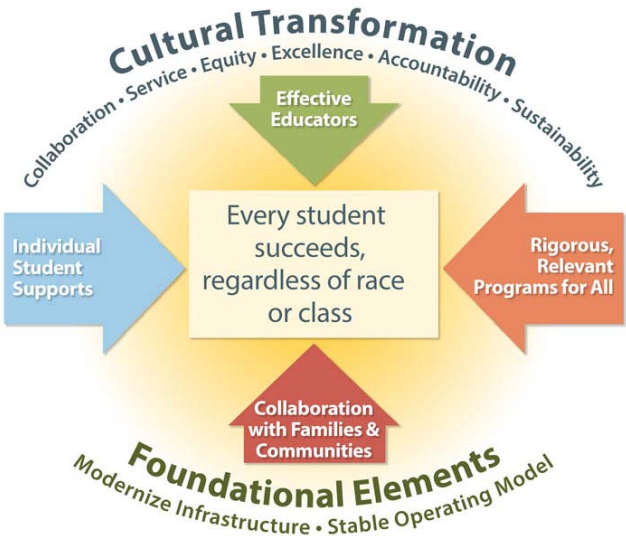 Cultural Transformation
Collaboration • Service • Equity • Excellence • Accountability • Sustainability
Effective
Educators
Individual
Student
Supports
Every student
succeeds,
regardless of race
or class
Rigorous,
Relevant
Programs for All
Collaboration
with Families &
Communities
Foundational Elements
Modernize Infrastructure • Stable Operating Model